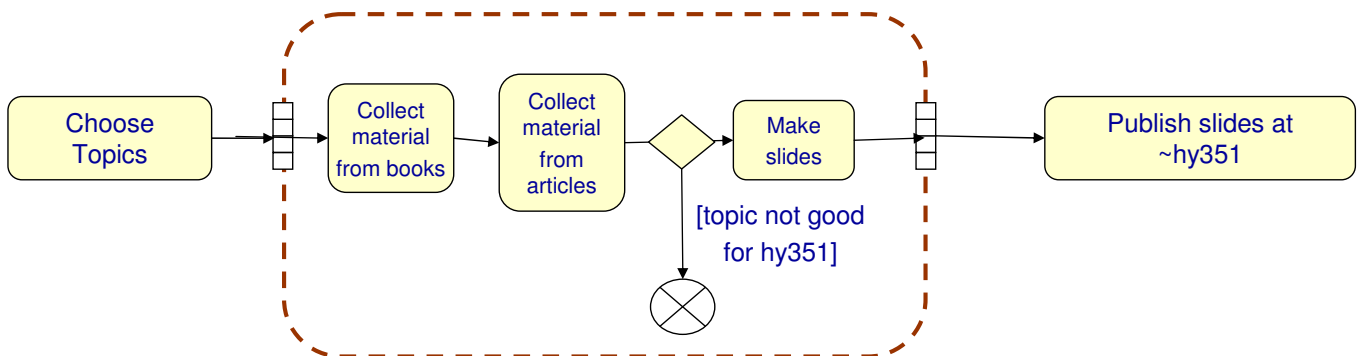 Choose
Topics
Collect
material
from books
Collect
material
from
articles
Make
slides
[topic not good
for hy351]
Publish slides at
~hy351